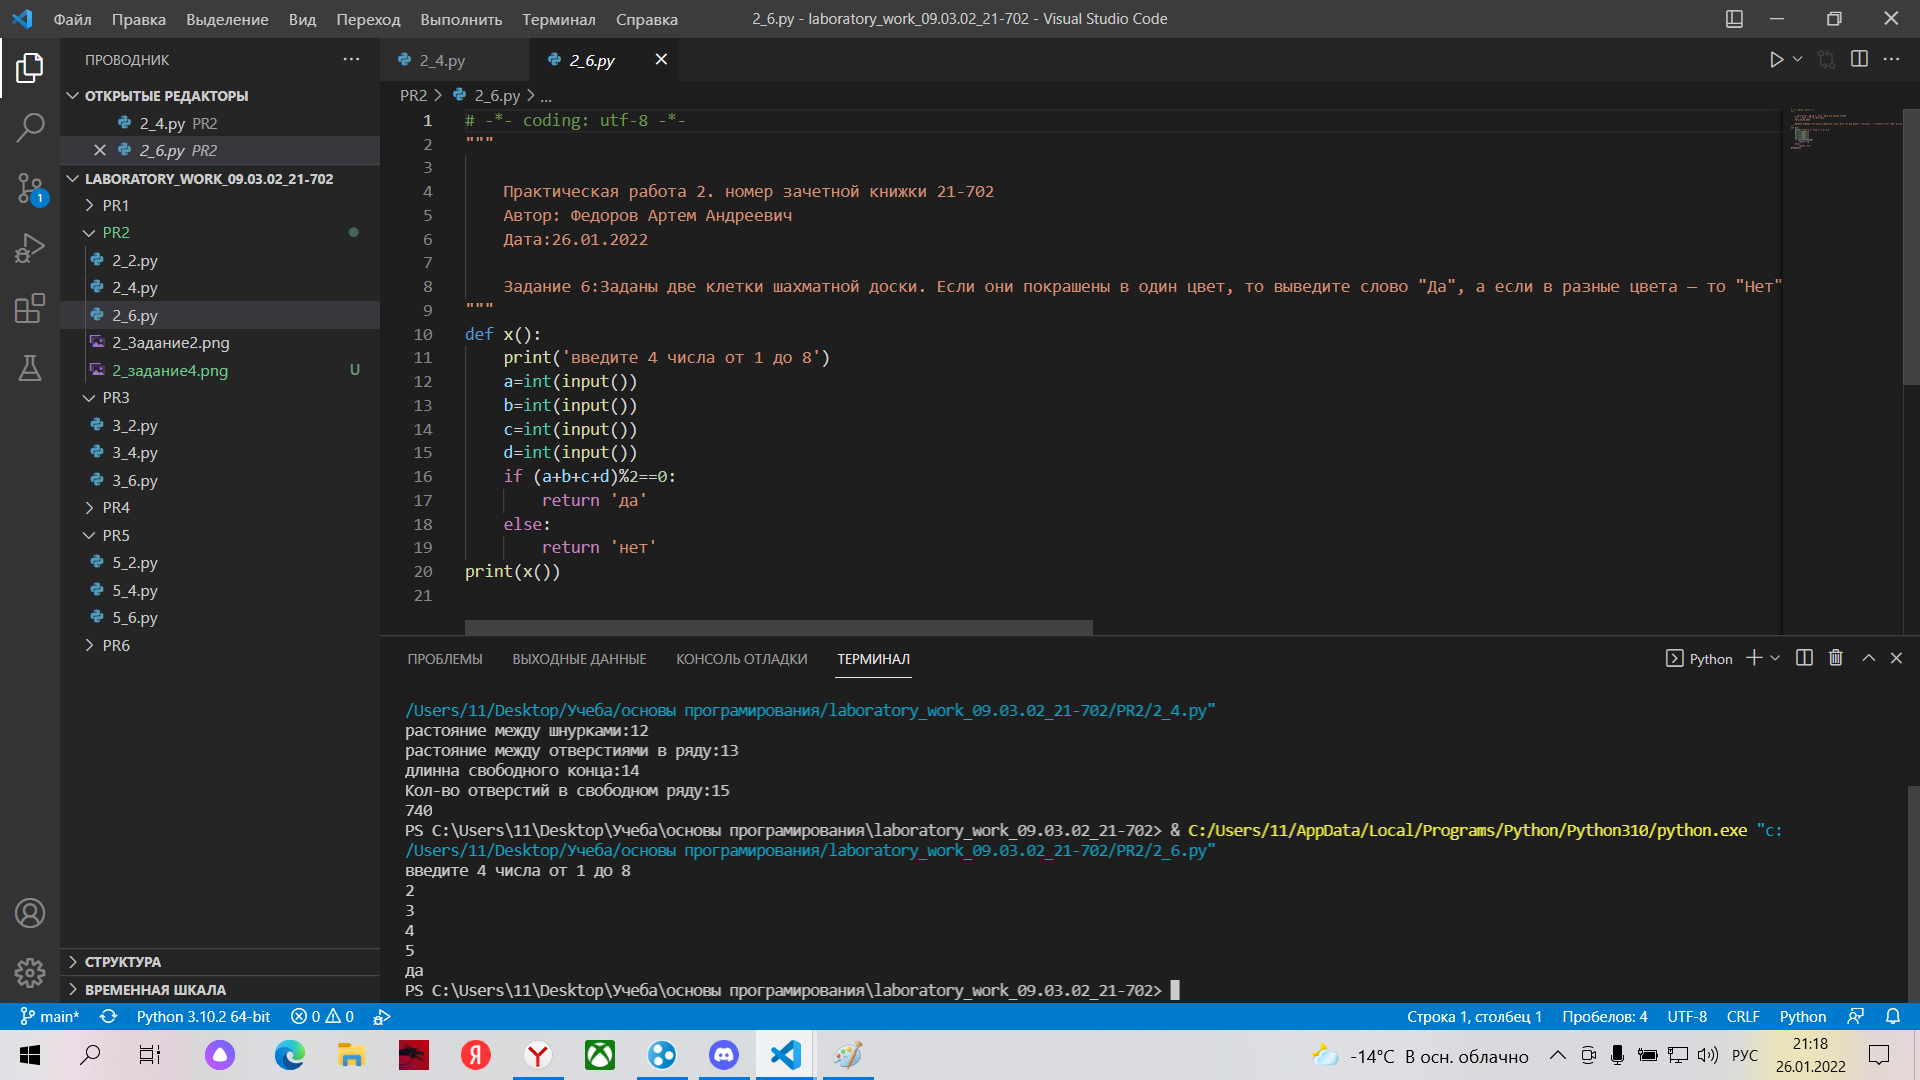 Файл Правка Выделение Вид Переход Выполнить Терминал Справка
2_6.py - laboratory_work_09.03.02_21-702 - Visual Studio Code
ПРОВОДНИК
ОТКРЫТЫЕ РЕДАКТОРЫ
2_4.py PR2
2_6.py PR2
LABORATORY_WORK_09.03.02_21-702
PR1
PR2
2_2.py
2_4.py
2_6.py
2_Задание2.png
2_задание4.png U
PR3
3_2.py
3_4.py
3_6.py
PR4
PR5
5_2.py
5_4.py
5_6.py
PR6
СТРУКТУРА
ВРЕМЕННАЯ ШКАЛА
1
2_4.py
2_6.py
PR2 > 2_6.py > ...
1 # -*- coding: utf-8 -*-
2 """
3
4 Практическая работа 2. номер зачетной книжки 21-702
5 Автор: Федоров Артем Андреевич
6 Дата:26.01.2022
7
8 Задание 6:Заданы две клетки шахматной доски. Если они покрашены в один цвет, то выведите слово "Да", а если в разные цвета — то "Нет"
9 """
10 def x():
11 print('введите 4 числа от 1 до 8')
12 a=int(input())
13 b=int(input())
14 c=int(input())
15 d=int(input())
16 if (a+b+c+d)%2==0:
17 return 'да'
18 else:
19 return 'нет'
20 print(x())
21
ПРОБЛЕМЫ ВЫХОДНЫЕ ДАННЫЕ КОНСОЛЬ ОТЛАДКИ ТЕРМИНАЛ
Python
/Users/11/Desktop/Учеба/основы програмирования/laboratory_work_09.03.02_21-702/PR2/2_4.py"
растояние между шнурками:12
растояние между отверстиями в ряду:13
длинна свободного конца:14
Кол-во отверстий в свободном ряду:15
740
PS C:\Users\11\Desktop\Учеба\основы програмирования\laboratory_work_09.03.02_21-702> & C:/Users/11/AppData/Local/Programs/Python/Python310/python.exe "c:
/Users/11/Desktop/Учеба/основы програмирования/laboratory_work_09.03.02_21-702/PR2/2_6.py"
введите 4 числа от 1 до 8
2
3
4
5
да
PS C:\Users\11\Desktop\Учеба\основы програмирования\laboratory_work_09.03.02_21-702>
main* Python 3.10.2 64-bit 0 0
Строка 1, столбец 1 Пробелов: 4 UTF-8 CRLF Python
-14°C В осн. облачно
РУС
21:18
26.01.2022